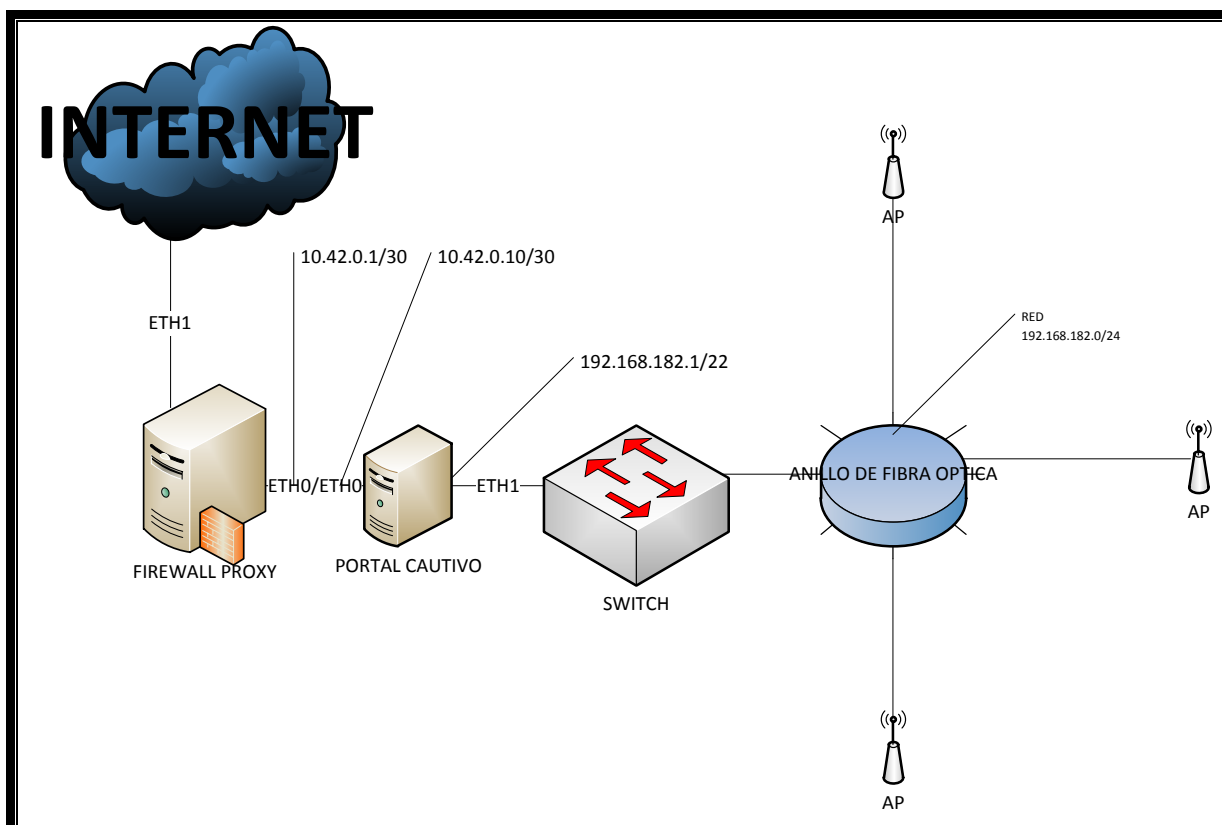 INTERNET
AP
10.42.0.1/30
10.42.0.10/30
ETH1
RED
192.168.182.0/24
192.168.182.1/22
ANILLO DE FIBRA OPTICA
ETH0/ETH0
ETH1
AP
FIREWALL PROXY
PORTAL CAUTIVO
SWITCH
AP